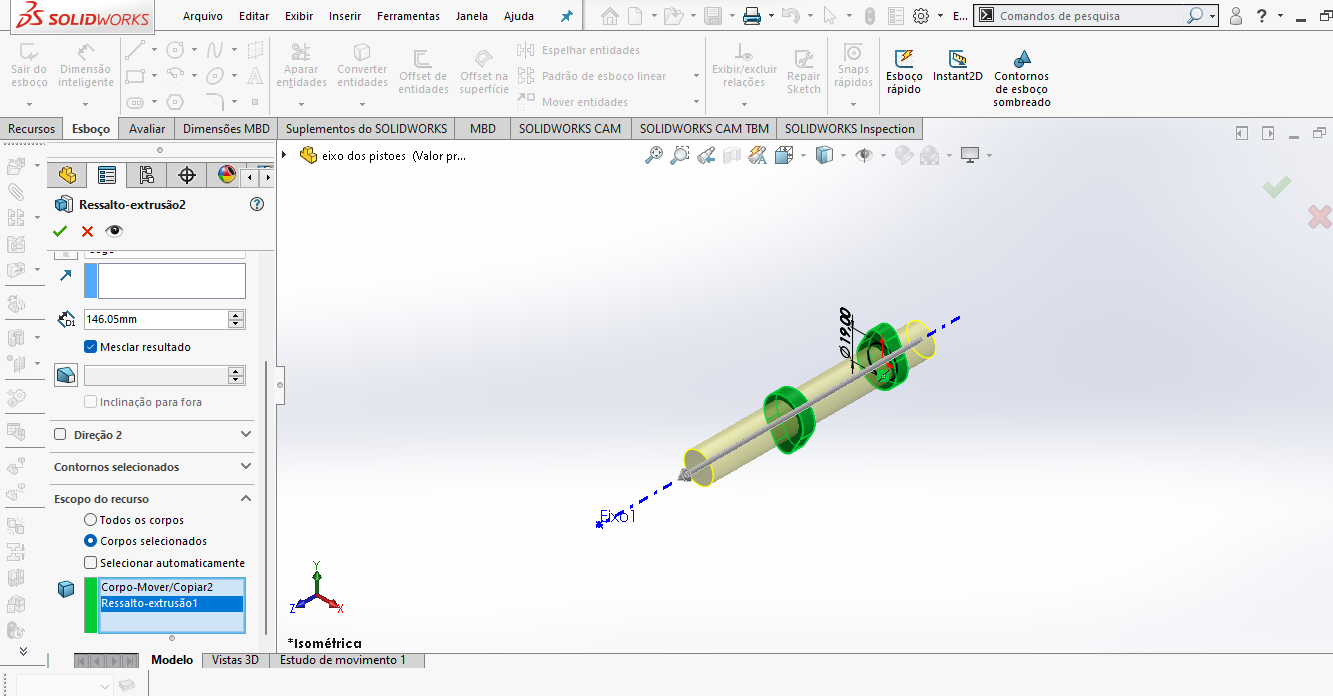 SOLIDWORKS
Arquivo Editar Exibir Inserir Ferramentas Janela Ajuda
E...
Comandos de pesquisa
Sair do esboço
Dimensão inteligente
Aparar entidades
Converter entidades
Offset de entidades
Offset na superfície
Espelhar entidades
Padrão de esboço linear
Mover entidades
Exibir/excluir relações
Repair Sketch
Snaps rápidos
Esboço rápido
Instant2D
Contornos de esboço sombreado
Recursos Esboço Avaliar Dimensões MBD Suplementos do SOLIDWORKS MBD SOLIDWORKS CAM SOLIDWORKS CAM TBM SOLIDWORKS Inspection
eixo dos pistoes (Valor pr...
Ressalto-extrusão2
D1
146.05mm
Mesclar resultado
Inclinação para fora
Direção 2
Contornos selecionados
Escopo do recurso
Todos os corpos
Corpos selecionados
Selecionar automaticamente
Corpo-Mover/Copiar2
Ressalto-extrusão1
Ø19.00
Eixo1
Y
Z
X
*Isométrica
Modelo Vistas 3D Estudo de movimento 1